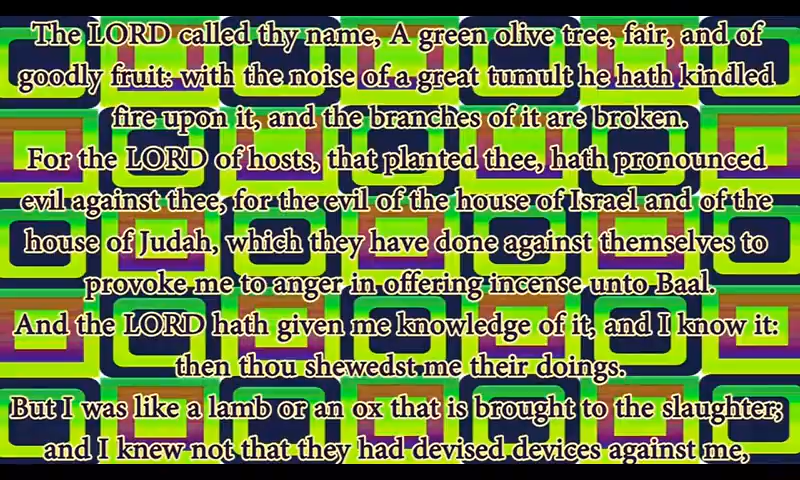 The LORD called thy name, A green olive tree, fair, and of
goodly fruit: with the noise of a great tumult he hath kindled
fire upon it, and the branches of it are broken.
For the LORD of hosts, that planted thee, hath pronounced
evil against thee, for the evil of the house of Israel and of the
house of Judah, which they have done against themselves to
provoke me to anger in offering incense unto Baal.
And the LORD hath given me knowledge of it, and I know it:
then thou shewedst me their doings.
But I was like a lamb or an ox that is brought to the slaughter;
and I knew not that they had devised devices against me,